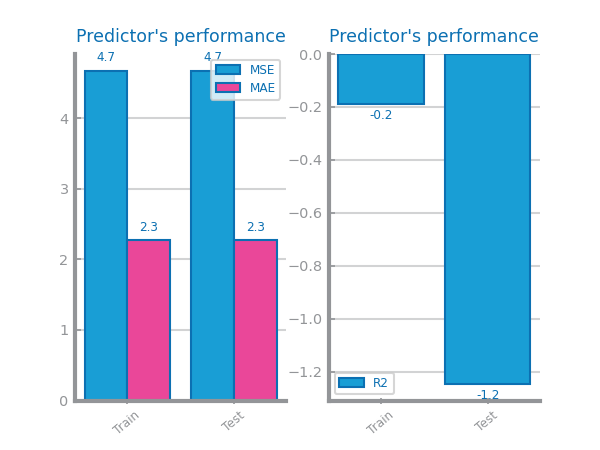 Predictor's performance
4.7
4.7
MSE
MAE
2.3
2.3
4
3
2
1
0
Train
Test
Predictor's performance
0.0
−0.2
−0.4
−0.6
−0.8
−1.0
−1.2
-0.2
-1.2
R2
Train
Test